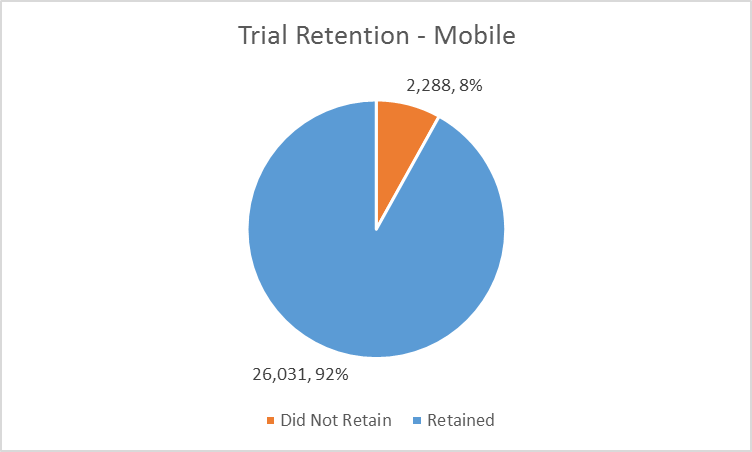 Trial Retention - Mobile
2,288, 8%
26,031, 92%
Did Not Retain Retained